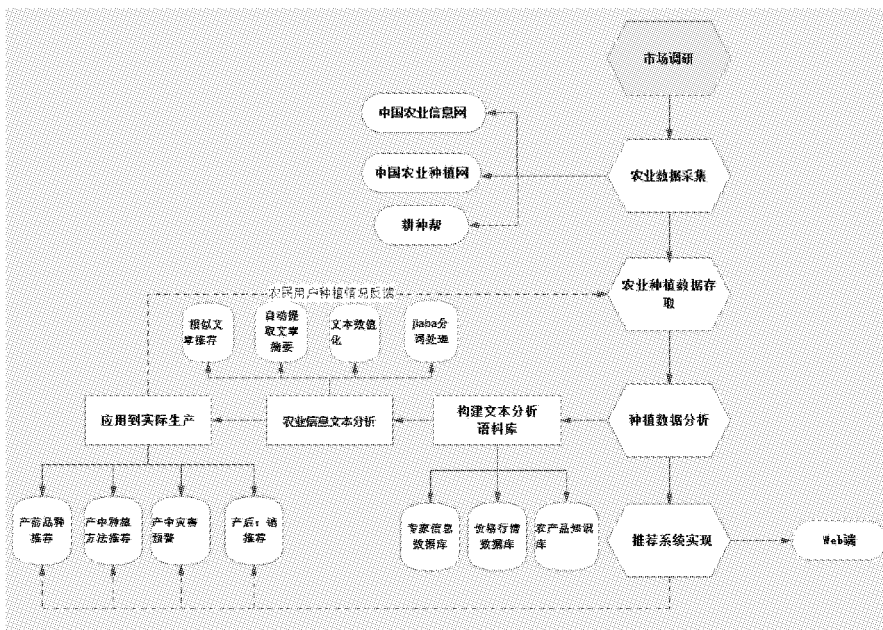 市场调研
中国农业信息网
中国农业种植网
农业数据采集
耕种帮
农民用户种植情况反馈
农业种植数据存
取
相似文
章推荐
自动提
取文章
摘要
文本数值
化
jiaba分
词处理
应用到实际生产
农业信息文本分析
构建文本分析
语料库
种植数据分析
产前品种
推荐
产中种植
方法推荐
产中灾害
预警
产后
销
推荐
专家信息
数据库
价格行情
数据库
农产品知识
库
推荐系统实现
Web端